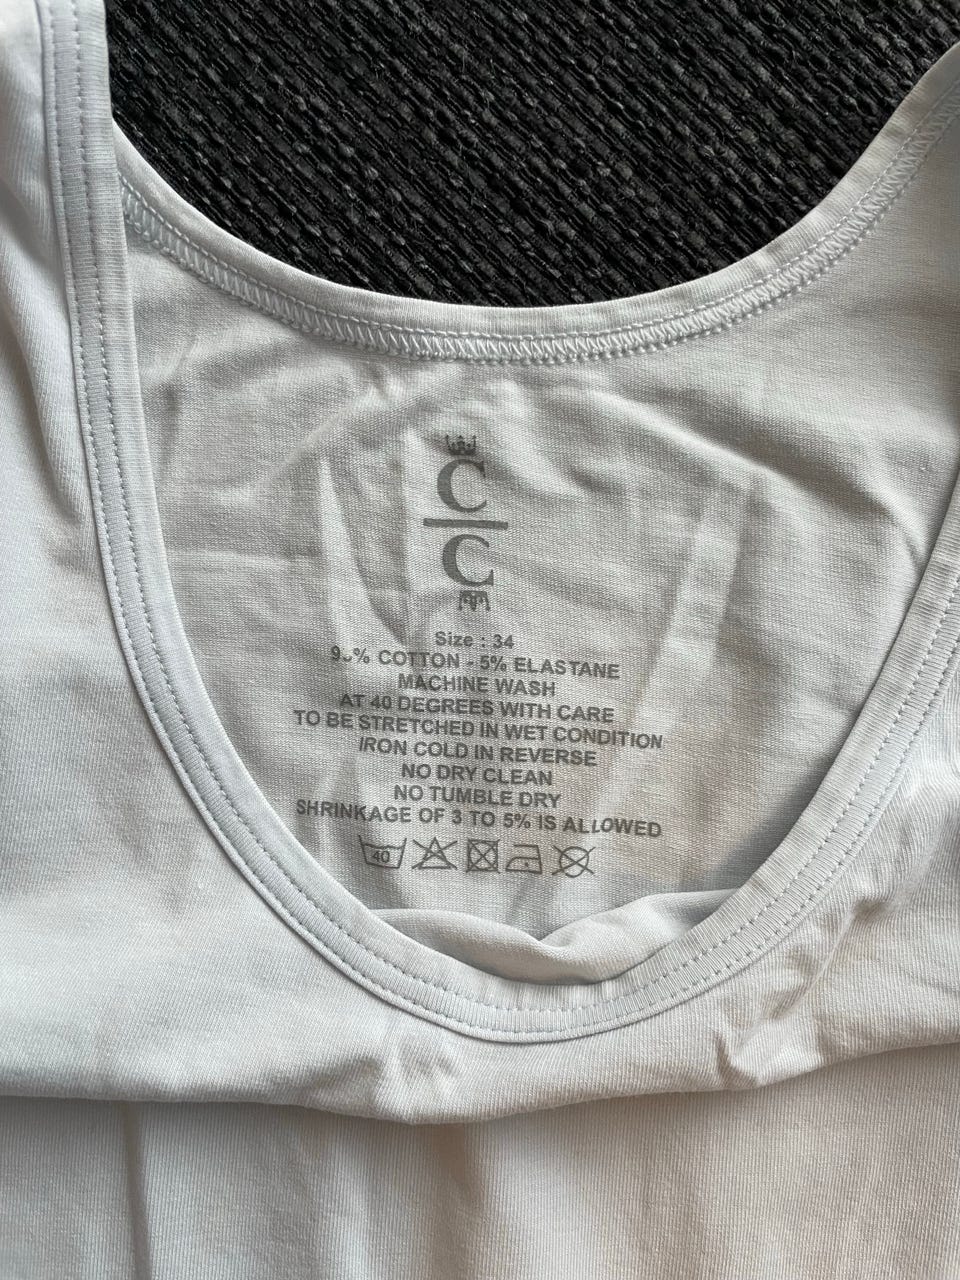 C
C
Size : 34
COTTON - 5% ELASTANE
MACHINE WASH
AT 40 DEGREES WITH CARE
TO BE STRETCHED IN WET CONDITION
IRON COLD IN REVERSE
NO DRY CLEAN
NO TUMBLE DRY
SHRINKAGE OF 3 TO 5% IS ALLOWED
40